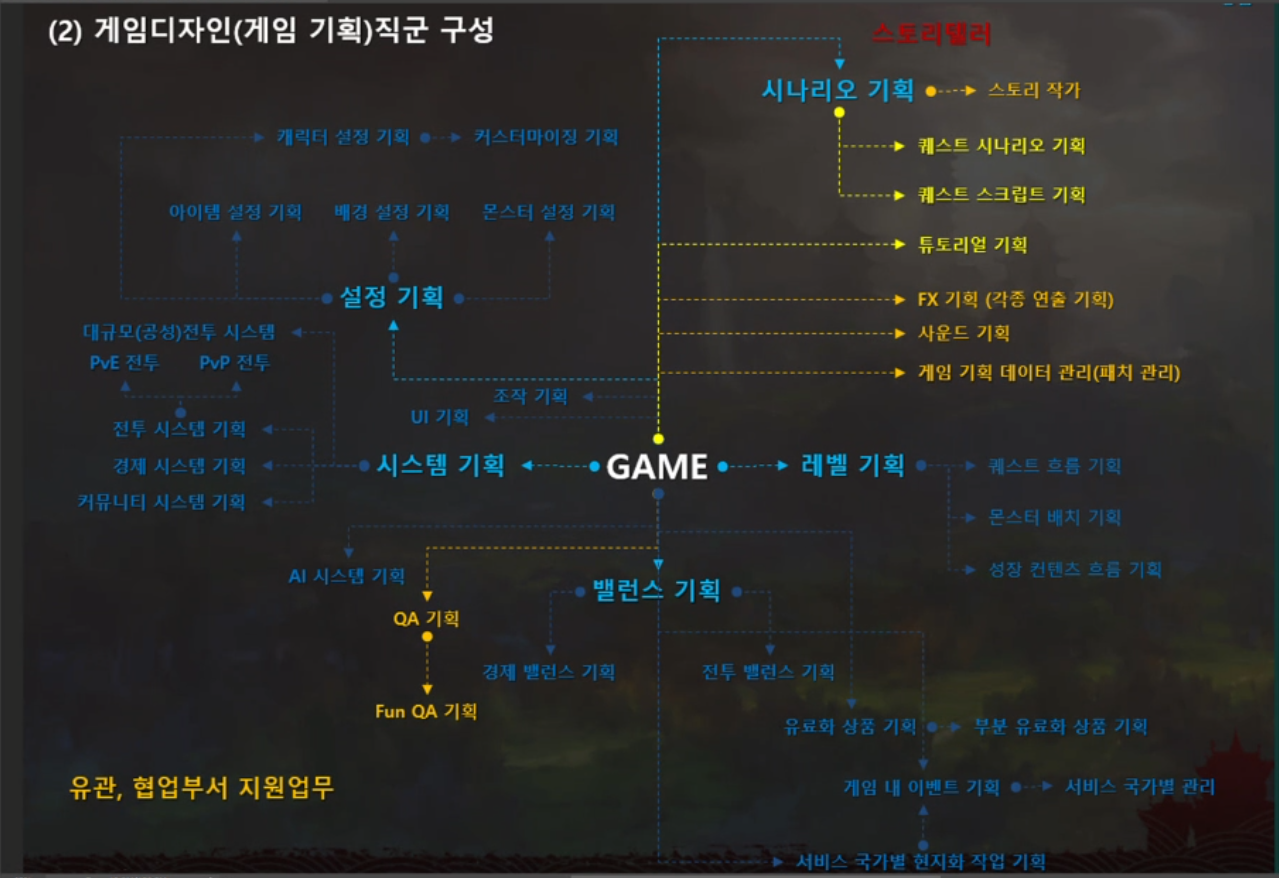 (2) 게임디자인(게임 기획)직군 구성
스토리텔러
시나리오 기획
스토리 작가
캐릭터 설정 기획
커스터마이징 기획
퀘스트 시나리오 기획
퀘스트 스크립트 기획
아이템 설정 기획
배경 설정 기획
몬스터 설정 기획
튜토리얼 기획
설정 기획
FX 기획 (각종 연출 기획)
대규모(공성)전투 시스템
사운드 기획
PvE 전투
PvP 전투
게임 기획 데이터 관리(패치 관리)
조작 기획
UI 기획
전투 시스템 기획
경제 시스템 기획
시스템 기획
GAME
레벨 기획
퀘스트 흐름 기획
커뮤니티 시스템 기획
몬스터 배치 기획
AI 시스템 기획
성장 컨텐츠 흐름 기획
밸런스 기획
QA 기획
경제 밸런스 기획
전투 밸런스 기획
Fun QA 기획
유료화 상품 기획
부분 유료화 상품 기획
유관, 협업부서 지원업무
게임 내 이벤트 기획
서비스 국가별 관리
서비스 국가별 현지화 작업 기획